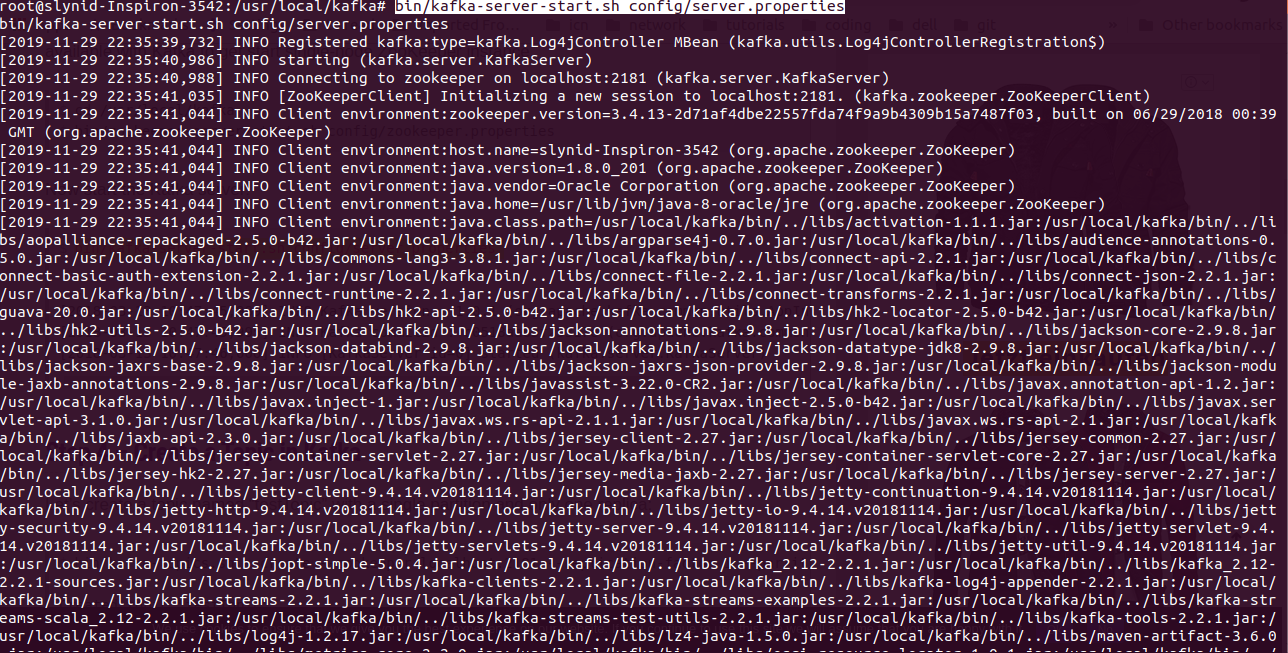 root@slynid-Inspiron-3542:/usr/local/kafka# bin/kafka-server-start.sh config/server.properties
bin/kafka-server-start.sh config/server.properties
[2019-11-29 22:35:39,732] INFO Registered kafka:type=kafka.Log4jController MBean (kafka.utils.Log4jControllerRegistration$)
[2019-11-29 22:35:40,986] INFO starting (kafka.server.KafkaServer)
[2019-11-29 22:35:40,988] INFO Connecting to zookeeper on localhost:2181 (kafka.server.KafkaServer)
[2019-11-29 22:35:41,035] INFO [ZooKeeperClient] Initializing a new session to localhost:2181. (kafka.zookeeper.ZooKeeperClient)
[2019-11-29 22:35:41,044] INFO Client environment:zookeeper.version=3.4.13-2d71af4dbe22557fda74f9a9b4309b15a7487f03, built on 06/29/2018 00:39
GMT (org.apache.zookeeper.ZooKeeper)
[2019-11-29 22:35:41,044] INFO Client environment:host.name=slynid-Inspiron-3542 (org.apache.zookeeper.ZooKeeper)
[2019-11-29 22:35:41,044] INFO Client environment:java.version=1.8.0_201 (org.apache.zookeeper.ZooKeeper)
[2019-11-29 22:35:41,044] INFO Client environment:java.vendor=Oracle Corporation (org.apache.zookeeper.ZooKeeper)
[2019-11-29 22:35:41,044] INFO Client environment:java.home=/usr/lib/jvm/java-8-oracle/jre (org.apache.zookeeper.ZooKeeper)
[2019-11-29 22:35:41,044] INFO Client environment:java.class.path=/usr/local/kafka/bin/../libs/activation-1.1.1.jar:/usr/local/kafka/bin/../li
bs/aopalliance-repackaged-2.5.0-b42.jar:/usr/local/kafka/bin/../libs/argparse4j-0.7.0.jar:/usr/local/kafka/bin/../libs/audience-annotations-0.
5.0.jar:/usr/local/kafka/bin/../libs/commons-lang3-3.8.1.jar:/usr/local/kafka/bin/../libs/connect-api-2.2.1.jar:/usr/local/kafka/bin/../libs/c
onnect-basic-auth-extension-2.2.1.jar:/usr/local/kafka/bin/../libs/connect-file-2.2.1.jar:/usr/local/kafka/bin/../libs/connect-json-2.2.1.jar:
/usr/local/kafka/bin/../libs/connect-runtime-2.2.1.jar:/usr/local/kafka/bin/../libs/connect-transforms-2.2.1.jar:/usr/local/kafka/bin/../libs/
guava-20.0.jar:/usr/local/kafka/bin/../libs/hk2-api-2.5.0-b42.jar:/usr/local/kafka/bin/../libs/hk2-locator-2.5.0-b42.jar:/usr/local/kafka/bin/
../libs/hk2-utils-2.5.0-b42.jar:/usr/local/kafka/bin/../libs/jackson-annotations-2.9.8.jar:/usr/local/kafka/bin/../libs/jackson-core-2.9.8.jar
:/usr/local/kafka/bin/../libs/jackson-databind-2.9.8.jar:/usr/local/kafka/bin/../libs/jackson-datatype-jdk8-2.9.8.jar:/usr/local/kafka/bin/../
libs/jackson-jaxrs-base-2.9.8.jar:/usr/local/kafka/bin/../libs/jackson-jaxrs-json-provider-2.9.8.jar:/usr/local/kafka/bin/../libs/jackson-modu
le-jaxb-annotations-2.9.8.jar:/usr/local/kafka/bin/../libs/javassist-3.22.0-CR2.jar:/usr/local/kafka/bin/../libs/javax.annotation-api-1.2.jar:
/usr/local/kafka/bin/../libs/javax.inject-1.jar:/usr/local/kafka/bin/../libs/javax.inject-2.5.0-b42.jar:/usr/local/kafka/bin/../libs/javax.ser
vlet-api-3.1.0.jar:/usr/local/kafka/bin/../libs/javax.ws.rs-api-2.1.1.jar:/usr/local/kafka/bin/../libs/javax.ws.rs-api-2.1.jar:/usr/local/kafk
a/bin/../libs/jaxb-api-2.3.0.jar:/usr/local/kafka/bin/../libs/jersey-client-2.27.jar:/usr/local/kafka/bin/../libs/jersey-common-2.27.jar:/usr/
local/kafka/bin/../libs/jersey-container-servlet-2.27.jar:/usr/local/kafka/bin/../libs/jersey-container-servlet-core-2.27.jar:/usr/local/kafka
/bin/../libs/jersey-hk2-2.27.jar:/usr/local/kafka/bin/../libs/jersey-media-jaxb-2.27.jar:/usr/local/kafka/bin/../libs/jersey-server-2.27.jar:/
usr/local/kafka/bin/../libs/jetty-client-9.4.14.v20181114.jar:/usr/local/kafka/bin/../libs/jetty-continuation-9.4.14.v20181114.jar:/usr/local/
kafka/bin/../libs/jetty-http-9.4.14.v20181114.jar:/usr/local/kafka/bin/../libs/jetty-io-9.4.14.v20181114.jar:/usr/local/kafka/bin/../libs/jett
y-security-9.4.14.v20181114.jar:/usr/local/kafka/bin/../libs/jetty-server-9.4.14.v20181114.jar:/usr/local/kafka/bin/../libs/jetty-servlet-9.4.
14.v20181114.jar:/usr/local/kafka/bin/../libs/jetty-servlets-9.4.14.v20181114.jar:/usr/local/kafka/bin/../libs/jetty-util-9.4.14.v20181114.jar
:/usr/local/kafka/bin/../libs/jopt-simple-5.0.4.jar:/usr/local/kafka/bin/../libs/kafka_2.12-2.2.1.jar:/usr/local/kafka/bin/../libs/kafka_2.12-
2.2.1-sources.jar:/usr/local/kafka/bin/../libs/kafka-clients-2.2.1.jar:/usr/local/kafka/bin/../libs/kafka-log4j-appender-2.2.1.jar:/usr/local/
kafka/bin/../libs/kafka-streams-2.2.1.jar:/usr/local/kafka/bin/../libs/kafka-streams-examples-2.2.1.jar:/usr/local/kafka/bin/../libs/kafka-str
eams-scala_2.12-2.2.1.jar:/usr/local/kafka/bin/../libs/kafka-streams-test-utils-2.2.1.jar:/usr/local/kafka/bin/../libs/kafka-tools-2.2.1.jar:/
usr/local/kafka/bin/../libs/log4j-1.2.17.jar:/usr/local/kafka/bin/../libs/lz4-java-1.5.0.jar:/usr/local/kafka/bin/../libs/maven-artifact-3.6.0